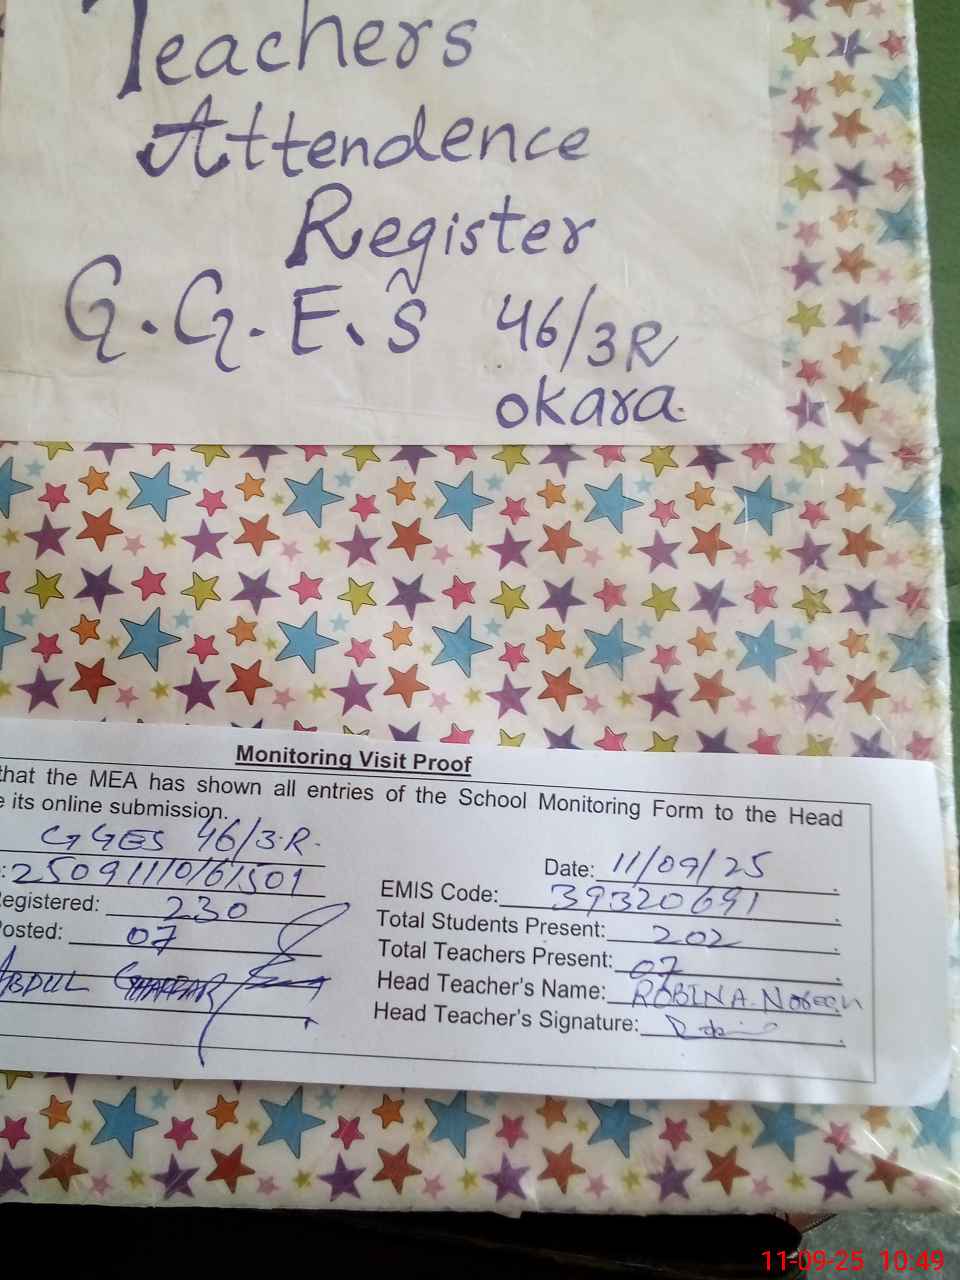 Teachers
Attendence
Register
G.G.E.S 46/3R
okara.
Monitoring Visit Proof
that the MEA has shown all entries of the School Monitoring Form to the Head
e its online submission.
GGES 46/3.R.
Date: 11/09/25
EMIS Code: 39320691
Registered: 230
Total Students Present: 202
Posted: 07
Total Teachers Present: 07
ABDUL GHAFFAR
Head Teacher's Name: ROBINA
Head Teacher's Signature:
11-09-25 10:49